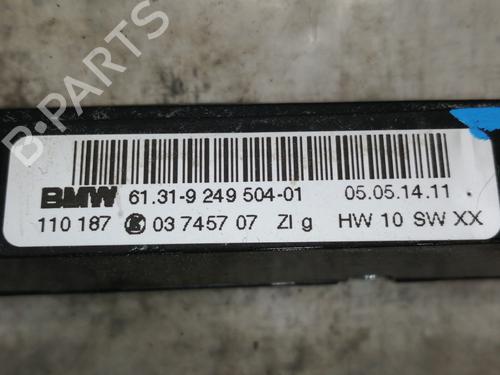 BMW 61.31-9 249 504-01 05.05.14.11
110 187 K 03 7457 07 ZI g HW 10 SW XX
B-PARTS